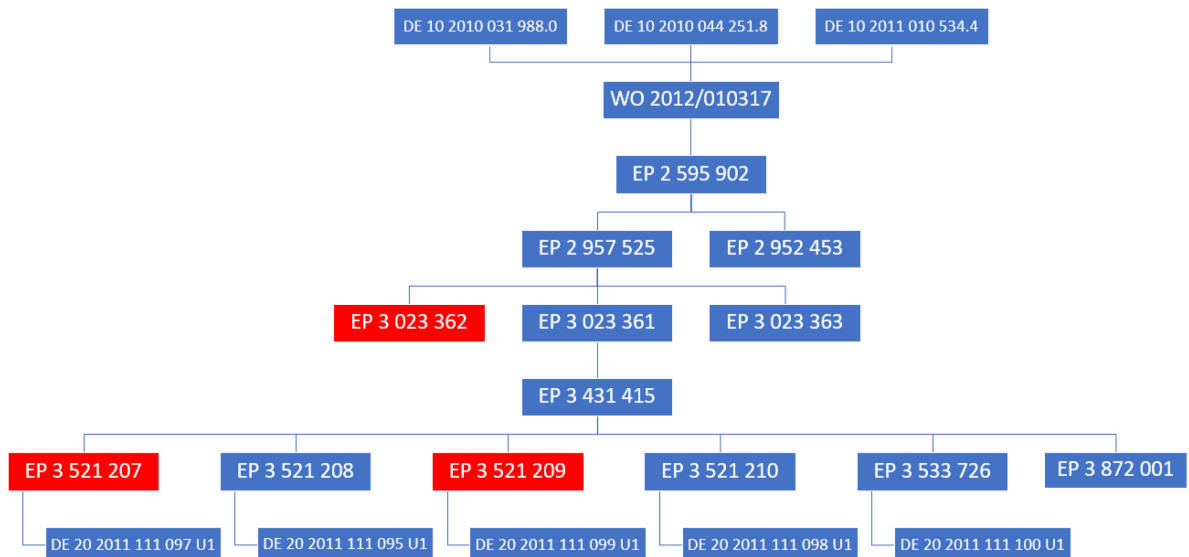 DE 10 2010 031 988.0
DE 10 2010 044 251.8
DE 10 2011 010 534.4
WO 2012/010317
EP 2 595 902
EP 2 957 525
EP 2 952 453
EP 3 023 362
EP 3 023 361
EP 3 023 363
EP 3 431 415
EP 3 521 207
EP 3 521 208
EP 3 521 209
EP 3 521 210
EP 3 533 726
EP 3 872 001
DE 20 2011 111 097 U1
DE 20 2011 111 095 U1
DE 20 2011 111 099 U1
DE 20 2011 111 098 U1
DE 20 2011 111 100 U1